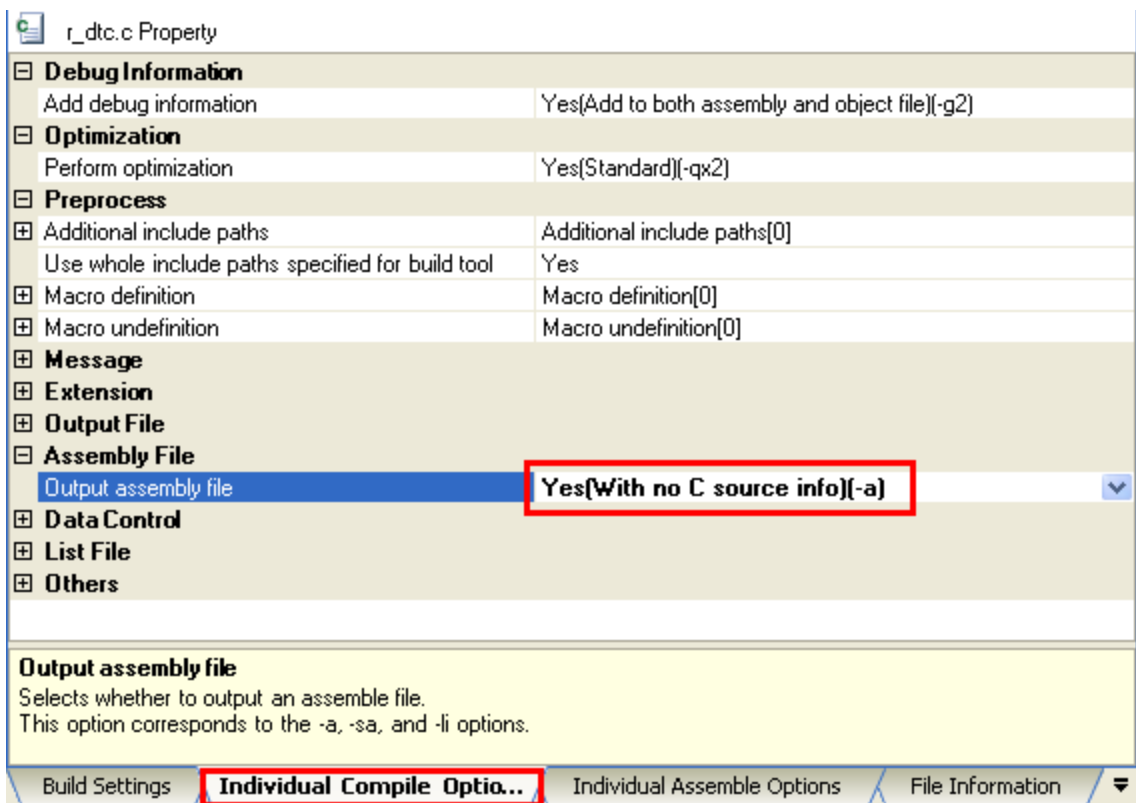 r_dtc.c Property
Debug Information
Add debug information Yes(Add to both assembly and object file)(-g2)
Optimization
Perform optimization Yes(Standard)(-qx2)
Preprocess
Additional include paths Additional include paths[0]
Use whole include paths specified for build tool Yes
Macro definition Macro definition[0]
Macro undefinition Macro undefinition[0]
Message
Extension
Output File
Assembly File
Output assembly file Yes(With no C source info)(-a)
Data Control
List File
Others
Output assembly file
Selects whether to output an assemble file.
This option corresponds to the -a, -sa, and -li options.
Build Settings Individual Compile Optio... Individual Assemble Options File Information